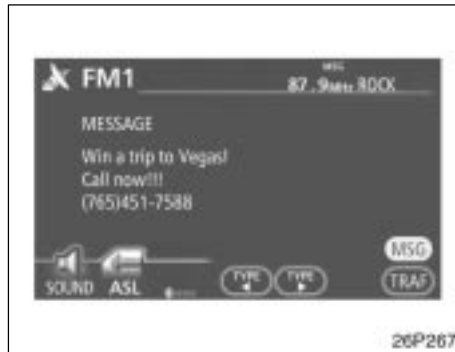 FM1
MSG
87.9MHz ROCK
MESSAGE
Win a trip to Vegas!
Call now!!!
(765)451-7588
MSG
SOUND ASL TYPE TYPE TRAF
26P267